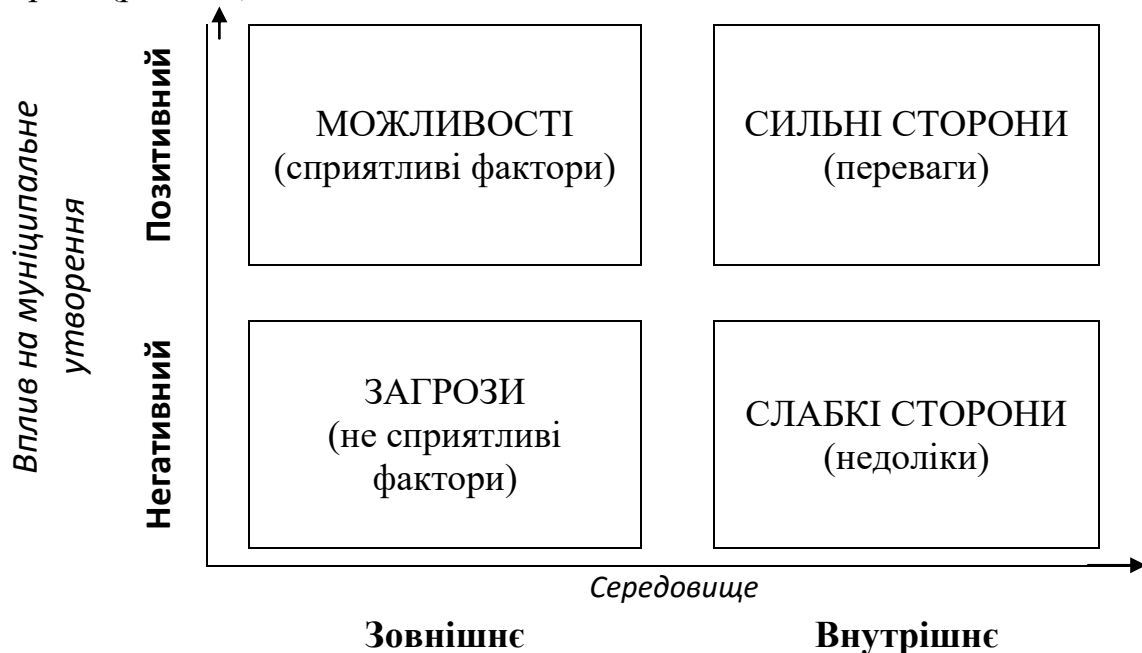 Вплив на муніципальне
утворення
Позитивний
МОЖЛИВОСТІ
(сприятливі фактори)
СИЛЬНІ СТОРОНИ
(переваги)
Негативний
ЗАГРОЗИ
(не сприятливі
фактори)
СЛАБКІ СТОРОНИ
(недоліки)
Середовище
Зовнішнє
Внутрішнє